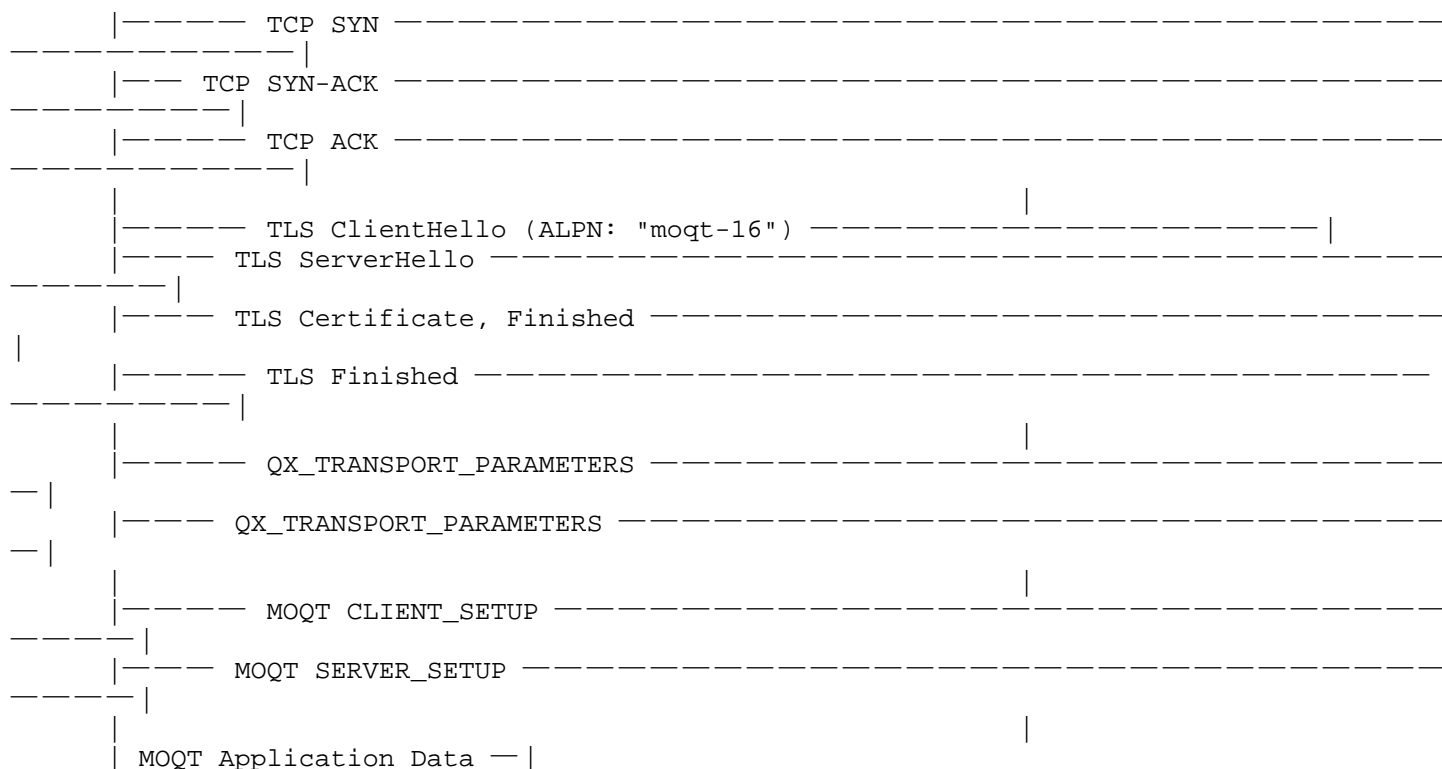 |———— TCP SYN —————————————————————————————————
—————————|
|—— TCP SYN-ACK —————————————————————————————————
———————|
|———— TCP ACK —————————————————————————————————
—————————|
| |
|———— TLS ClientHello (ALPN: "moqt-16") ————————————————|
|——— TLS ServerHello ——————————————————————————————
—————|
|——— TLS Certificate, Finished —————————————————————————
|
|———— TLS Finished ——————————————————————————————
———————|
| |
|———— QX_TRANSPORT_PARAMETERS —————————————————————————
—|
|——— QX_TRANSPORT_PARAMETERS ——————————————————————————
—|
| |
|———— MOQT CLIENT_SETUP ————————————————————————————
————|
|——— MOQT SERVER_SETUP —————————————————————————————
————|
| |
| MOQT Application Data —|